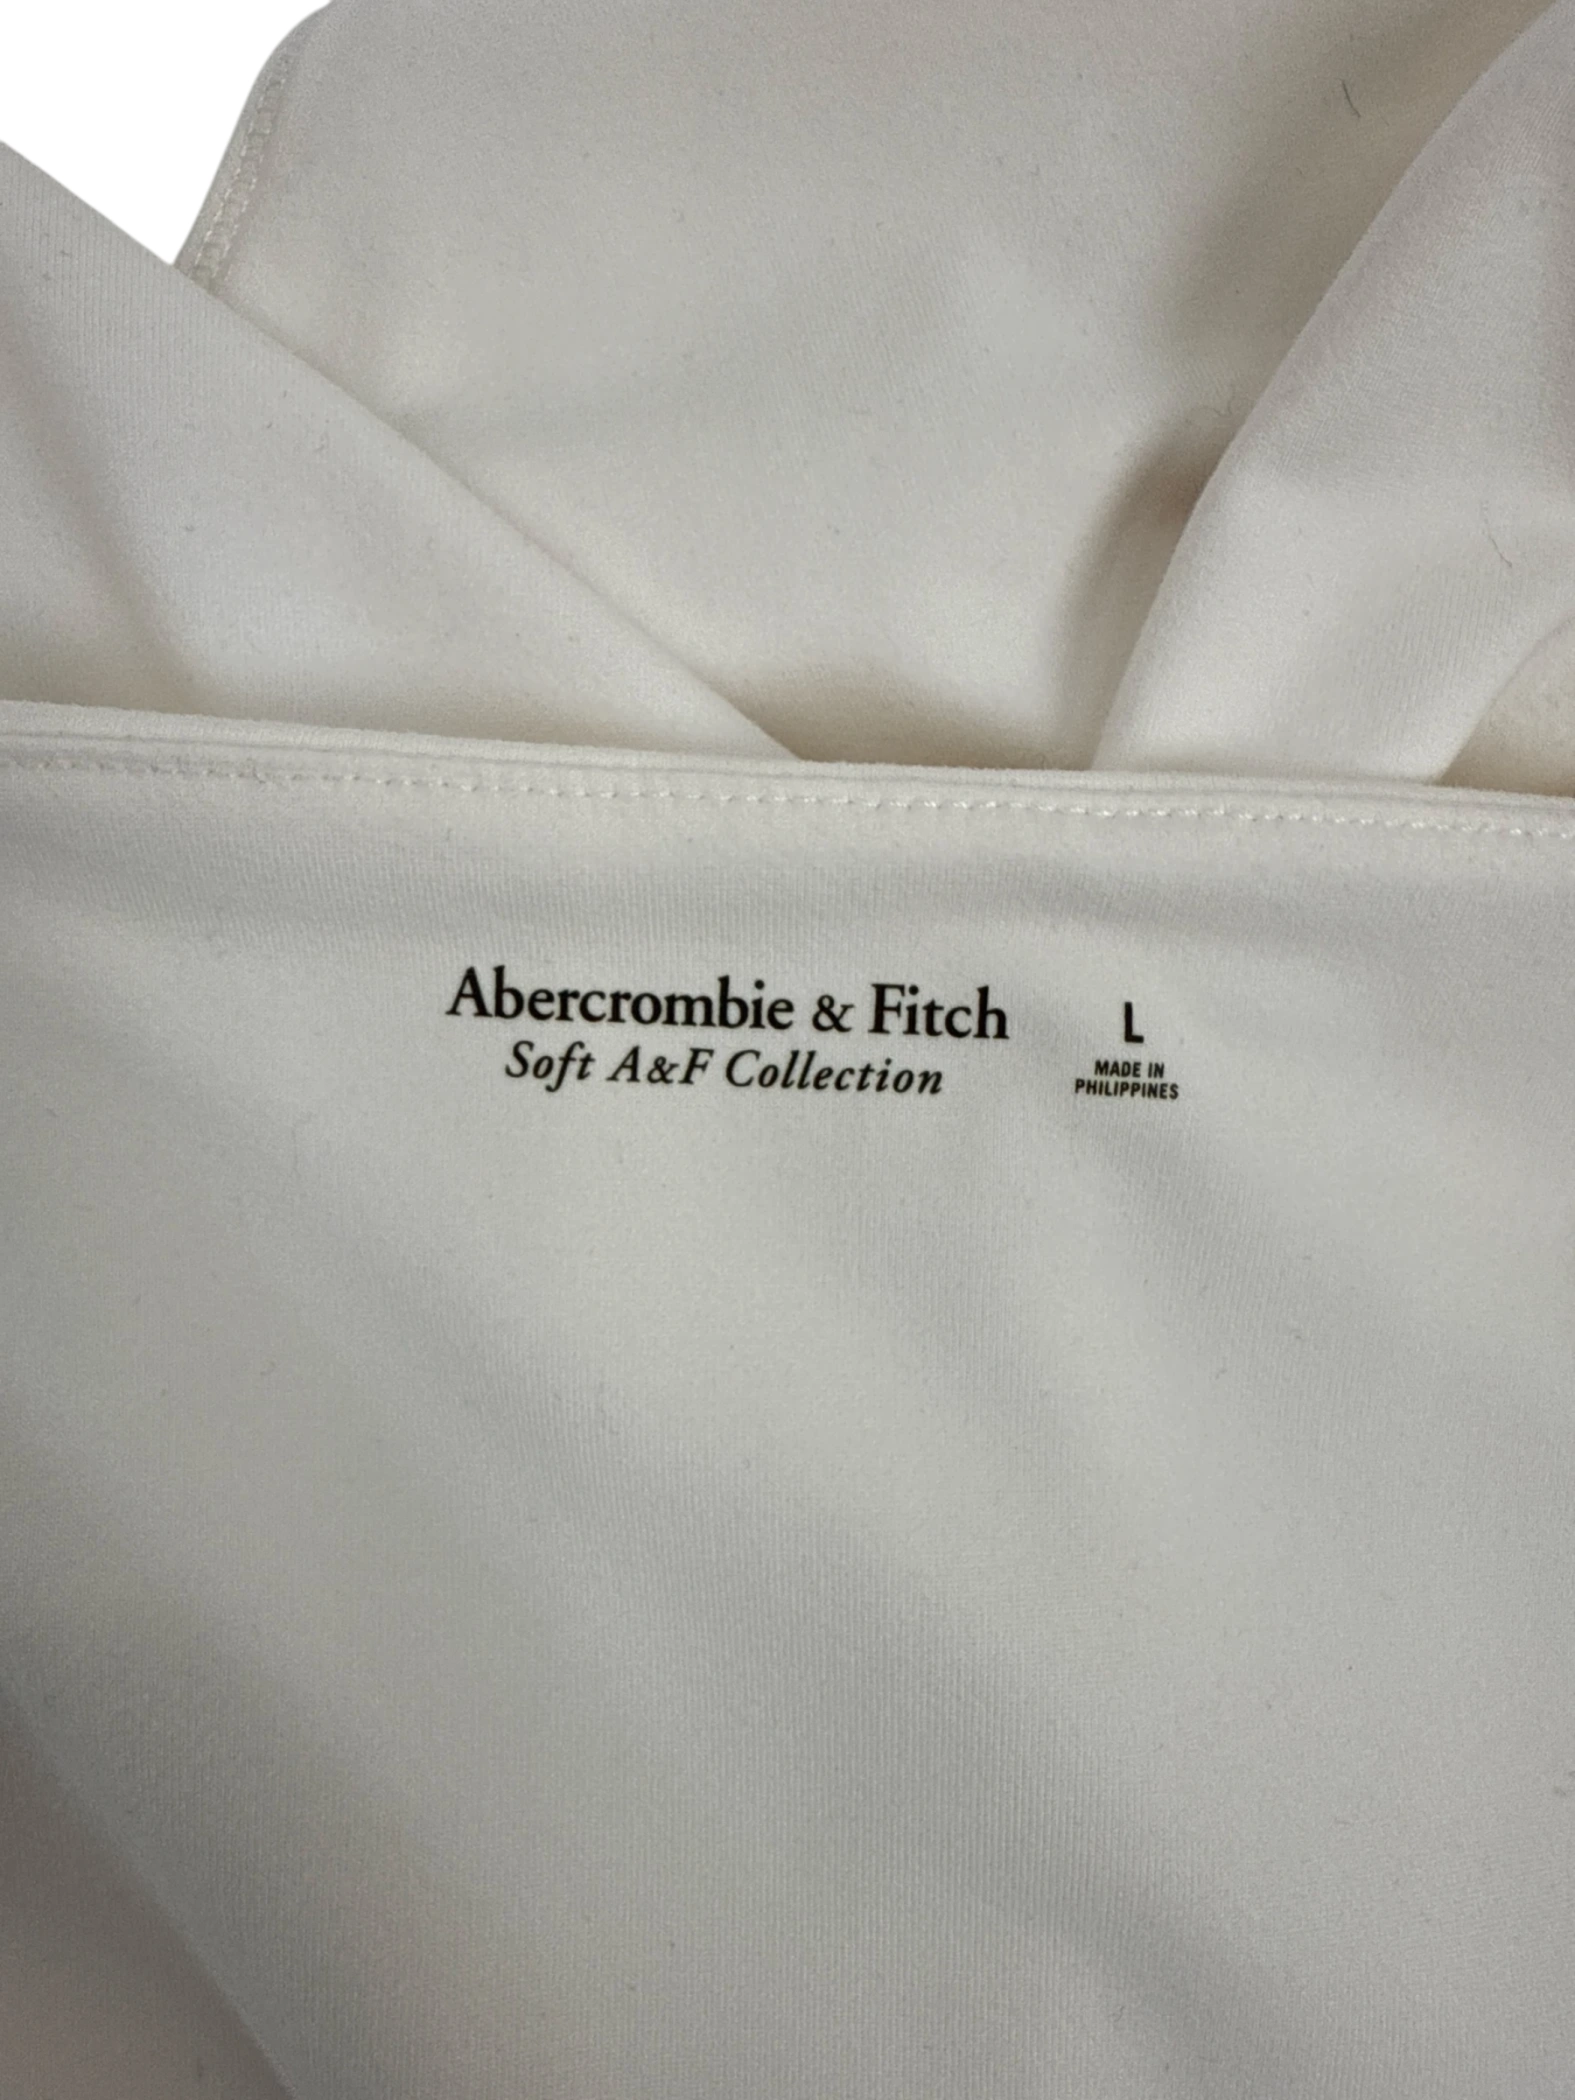 Abercrombie & Fitch
Soft A&F Collection
L
MADE IN
PHILIPPINES